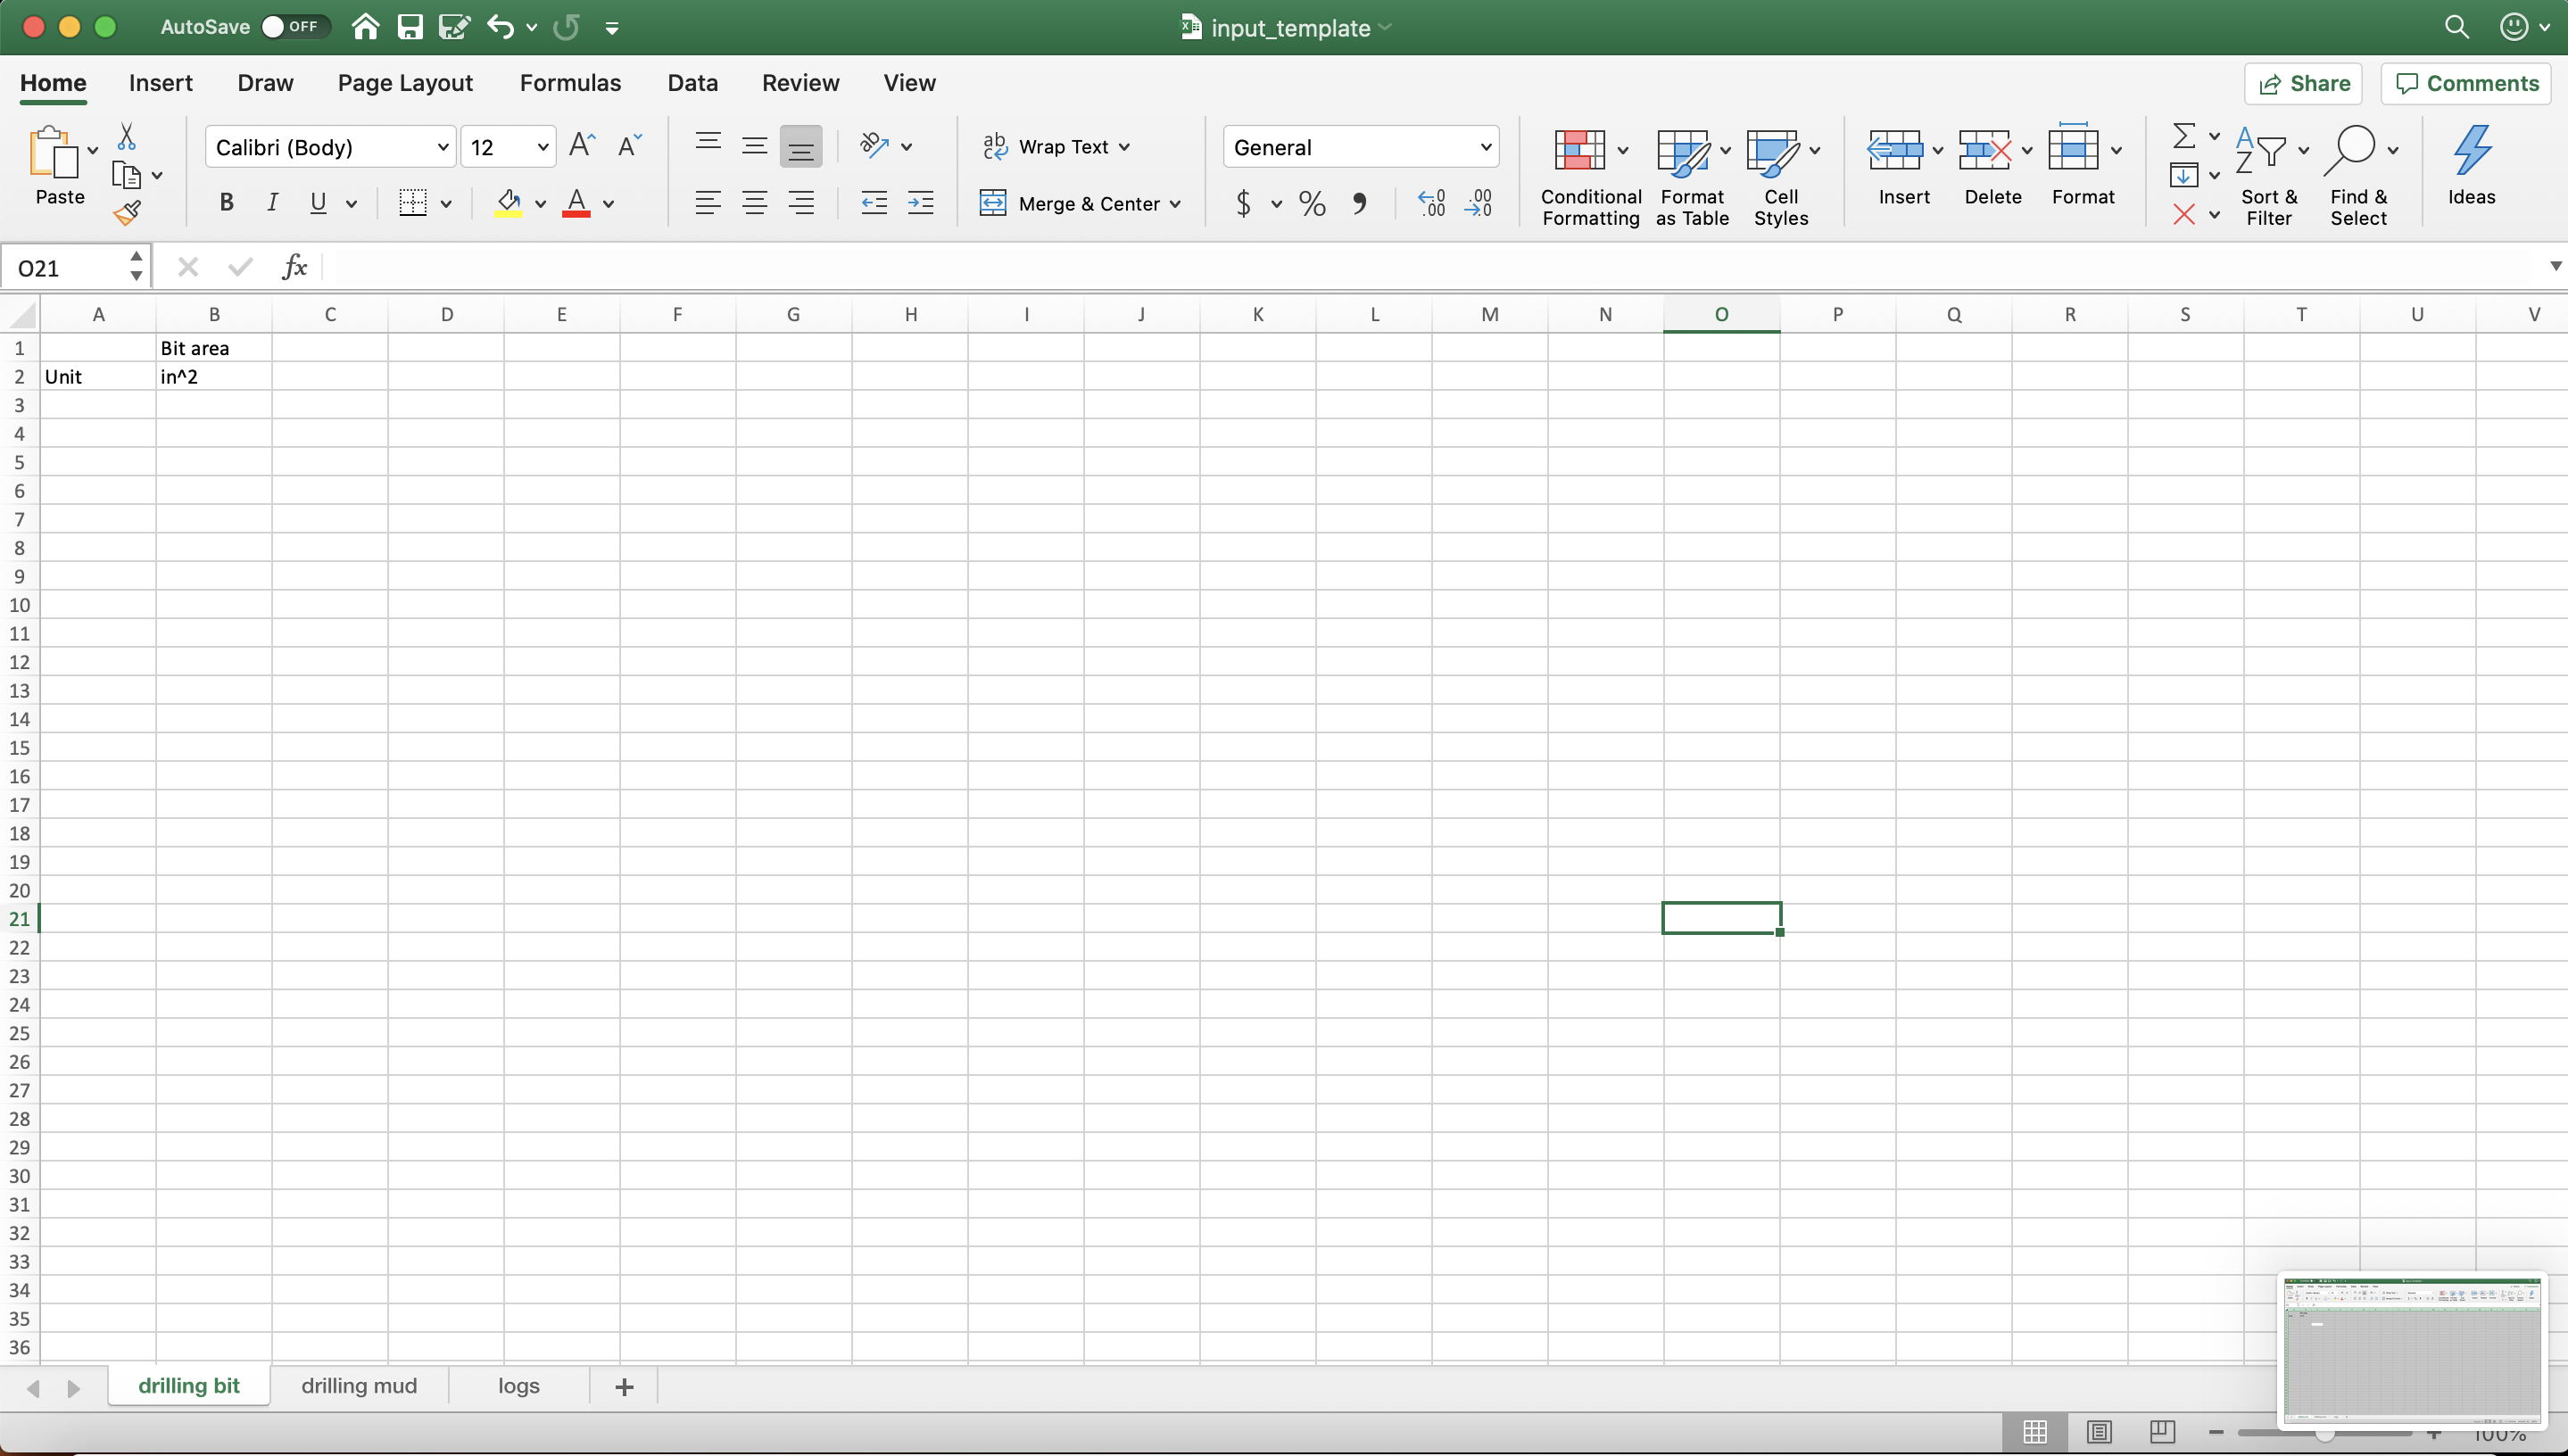 AutoSave OFF input_template
Home Insert Draw Page Layout Formulas Data Review View Share Comments
Paste
Calibri (Body) 12
B I U A
Wrap Text
Merge & Center
General
$ % ,
Conditional Formatting
Format as Table
Cell Styles
Insert Delete Format
Sort & Filter
Find & Select
Ideas
O21 fx
A B C D E F G H I J K L M N O P Q R S T U V
1 Bit area
2 Unit in^2
3
4
5
6
7
8
9
10
11
12
13
14
15
16
17
18
19
20
21
22
23
24
25
26
27
28
29
30
31
32
33
34
35
36
drilling bit drilling mud logs +
100%